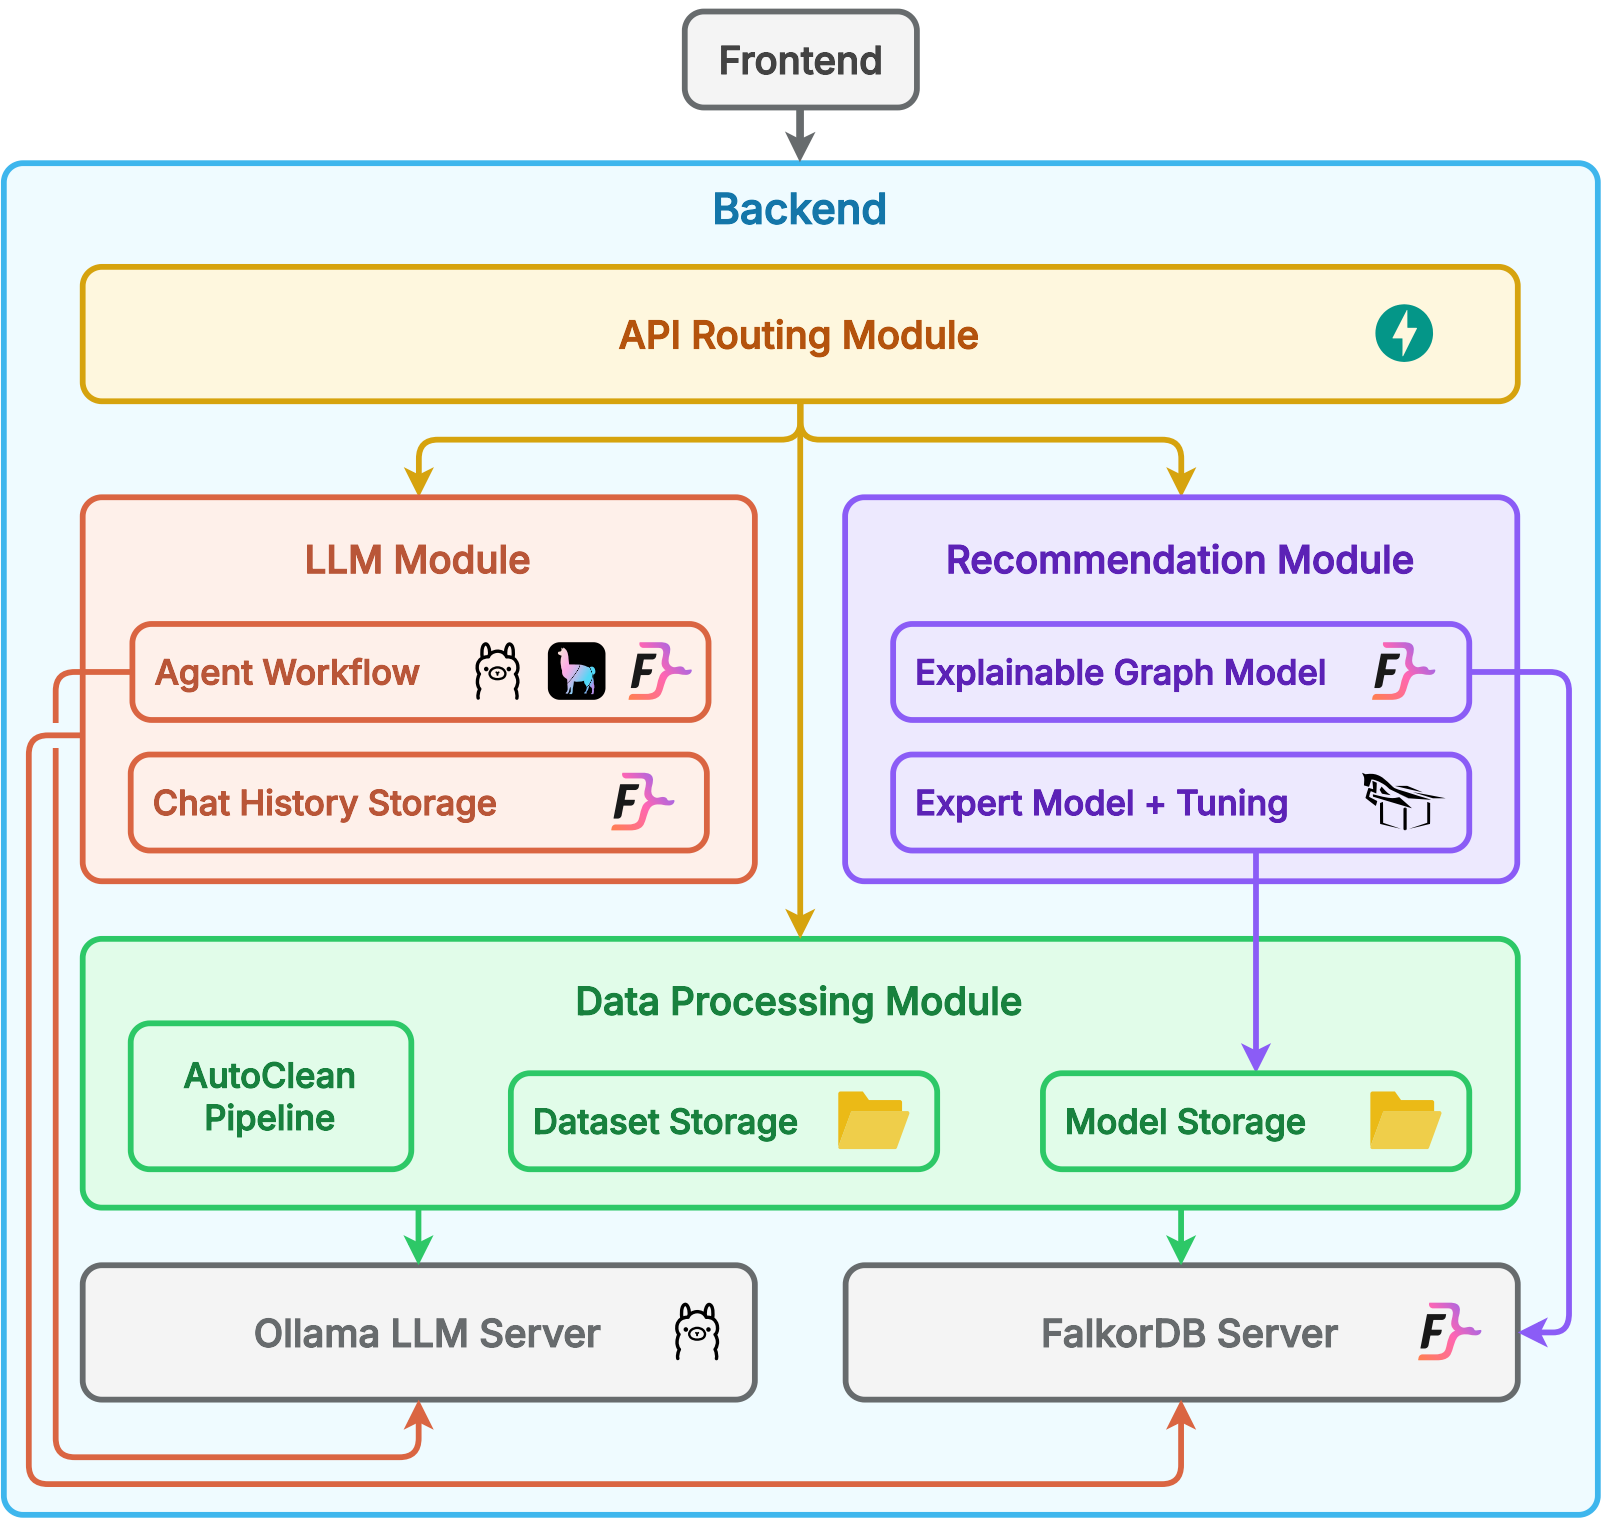 Frontend
Backend
API Routing Module
LLM Module
Agent Workflow
F
Chat History Storage
F
Recommendation Module
Explainable Graph Model
F
Expert Model + Tuning
Data Processing Module
AutoClean
Pipeline
Dataset Storage
Model Storage
Ollama LLM Server
FalkorDB Server
F